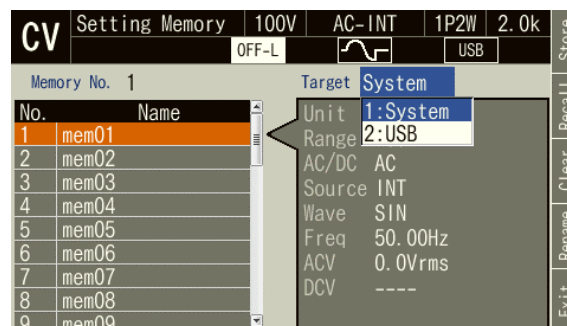 CV Setting Memory 100V AC-INT 1P2W 2.0k
OFF-L USB
Memory No. 1 Target System
No. Name
1 mem01
2 mem02
3 mem03
4 mem04
5 mem05
6 mem06
7 mem07
8 mem08
9 mem09
1:System
2:USB
Unit
Range
AC/DC AC
Source INT
Wave SIN
Freq 50.00Hz
ACV 0.0Vrms
DCV ----
Store
Recall
Clear
Rename
Exit